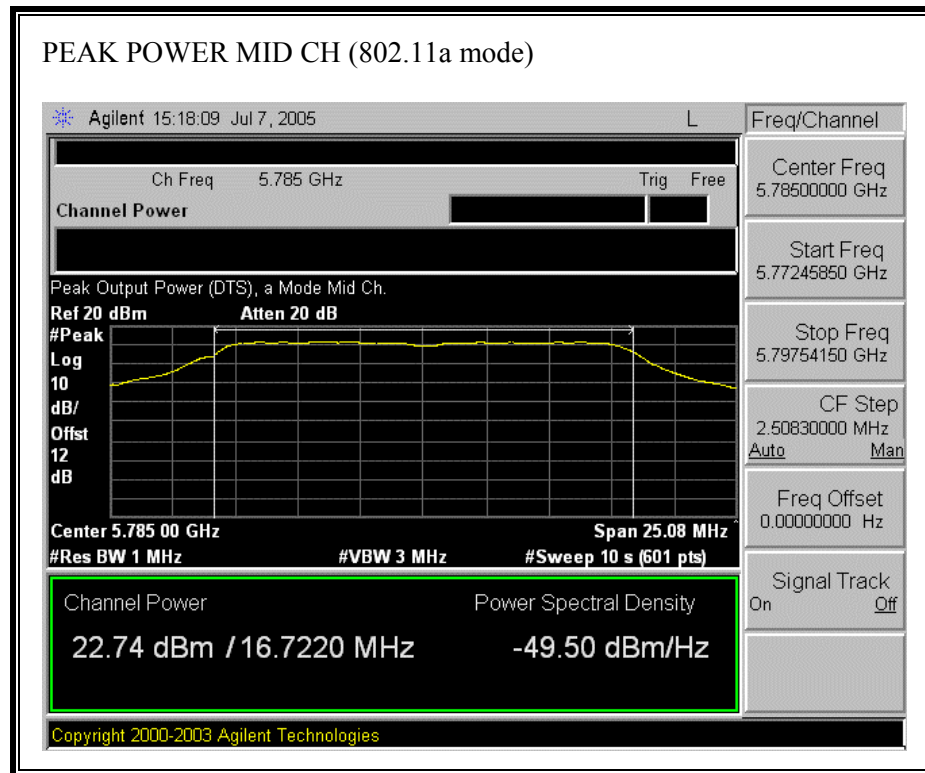 PEAK POWER MID CH (802.11a mode)
Agilent 15:18:09 Jul 7, 2005 L
Freq/Channel
Ch Freq 5.785 GHz Trig Free
Channel Power
Center Freq
5.78500000 GHz
Start Freq
5.77245850 GHz
Stop Freq
5.79754150 GHz
CF Step
2.50830000 MHz
Auto Man
Freq Offset
0.00000000 Hz
Signal Track
On Off
Peak Output Power (DTS), a Mode Mid Ch.
Ref 20 dBm Atten 20 dB
#Peak
Log
10
dB/
Offst
12
dB
Center 5.785 00 GHz Span 25.08 MHz
#Res BW 1 MHz #VBW 3 MHz #Sweep 10 s (601 pts)
Channel Power Power Spectral Density
22.74 dBm / 16.7220 MHz -49.50 dBm/Hz
Copyright 2000-2003 Agilent Technologies